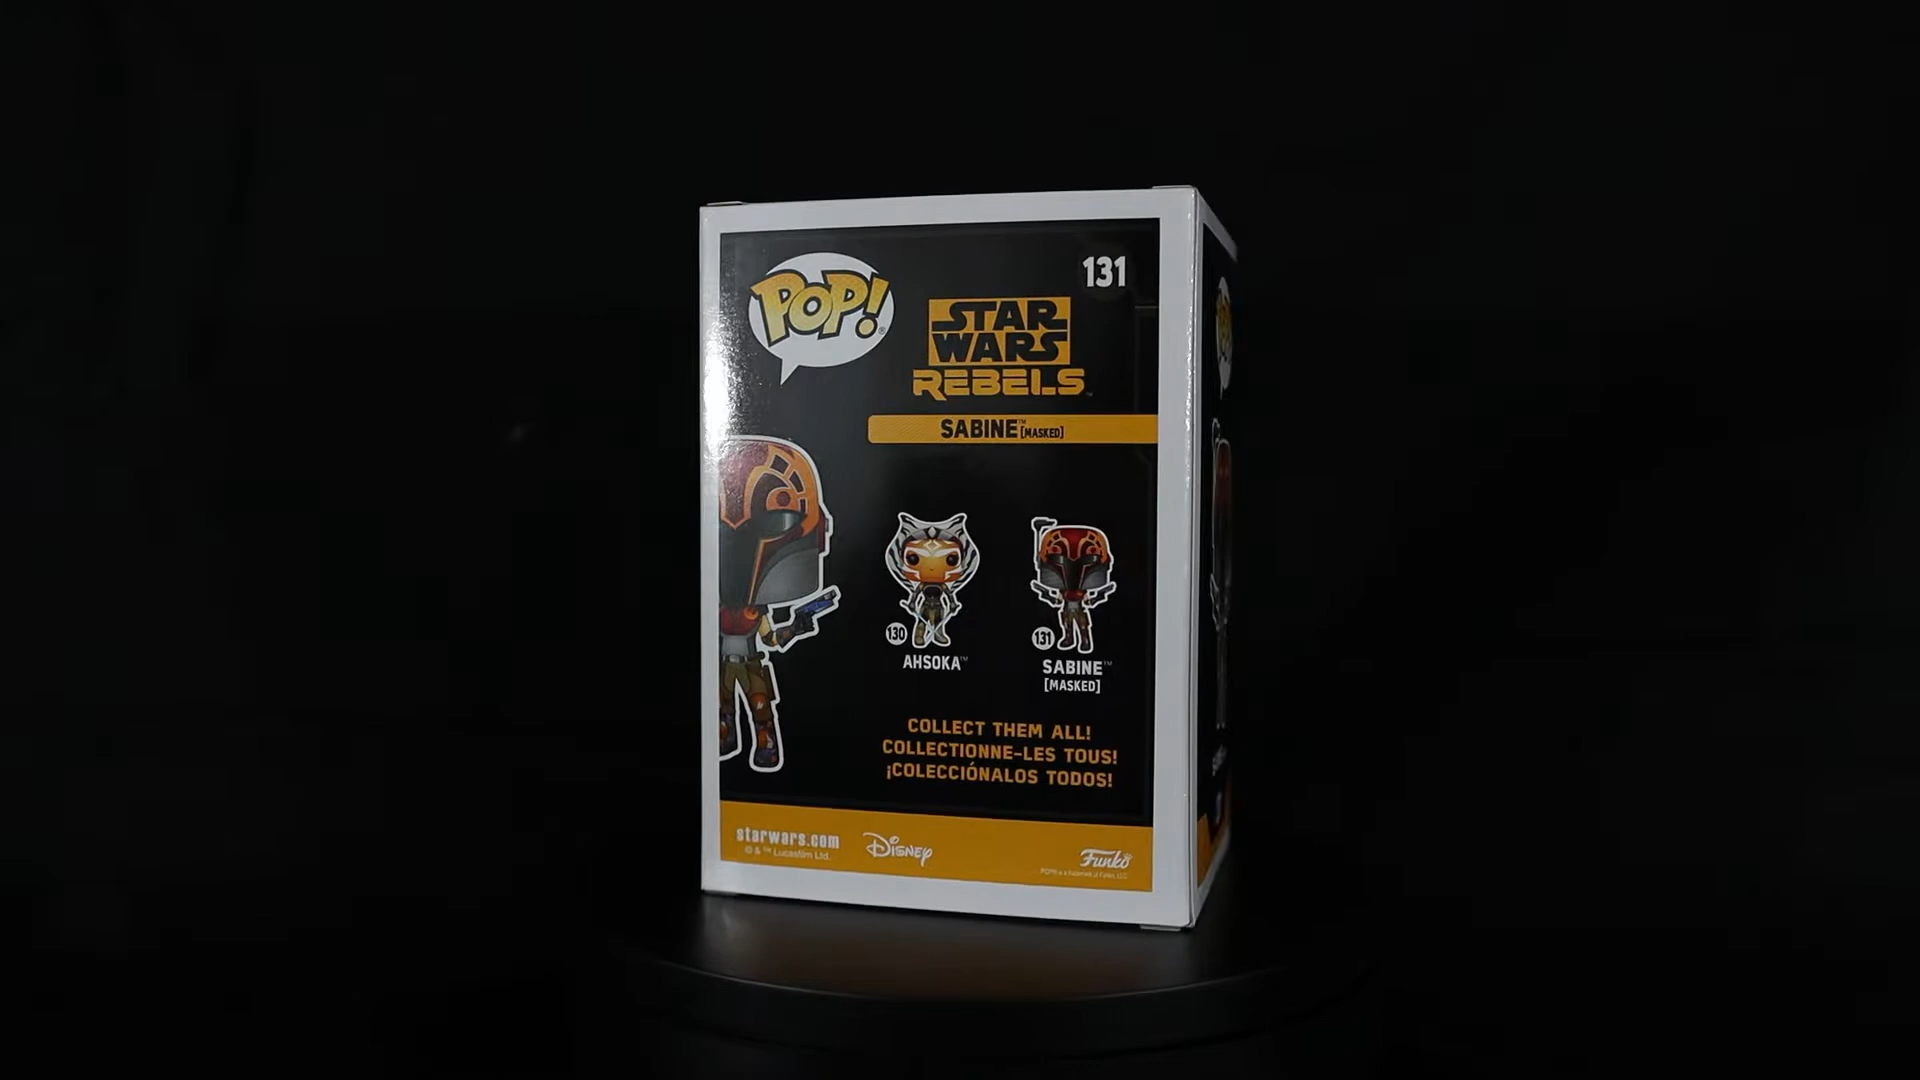 POP!
131
STAR
WARS
REBELS
SABINE™ [MASKED]
130
AHSOKA™
131
SABINE™
[MASKED]
COLLECT THEM ALL!
COLLECTIONNE-LES TOUS!
¡COLECCIÓNALOS TODOS!
starwars.com
© & ™ Lucasfilm Ltd.
Disney
Funko